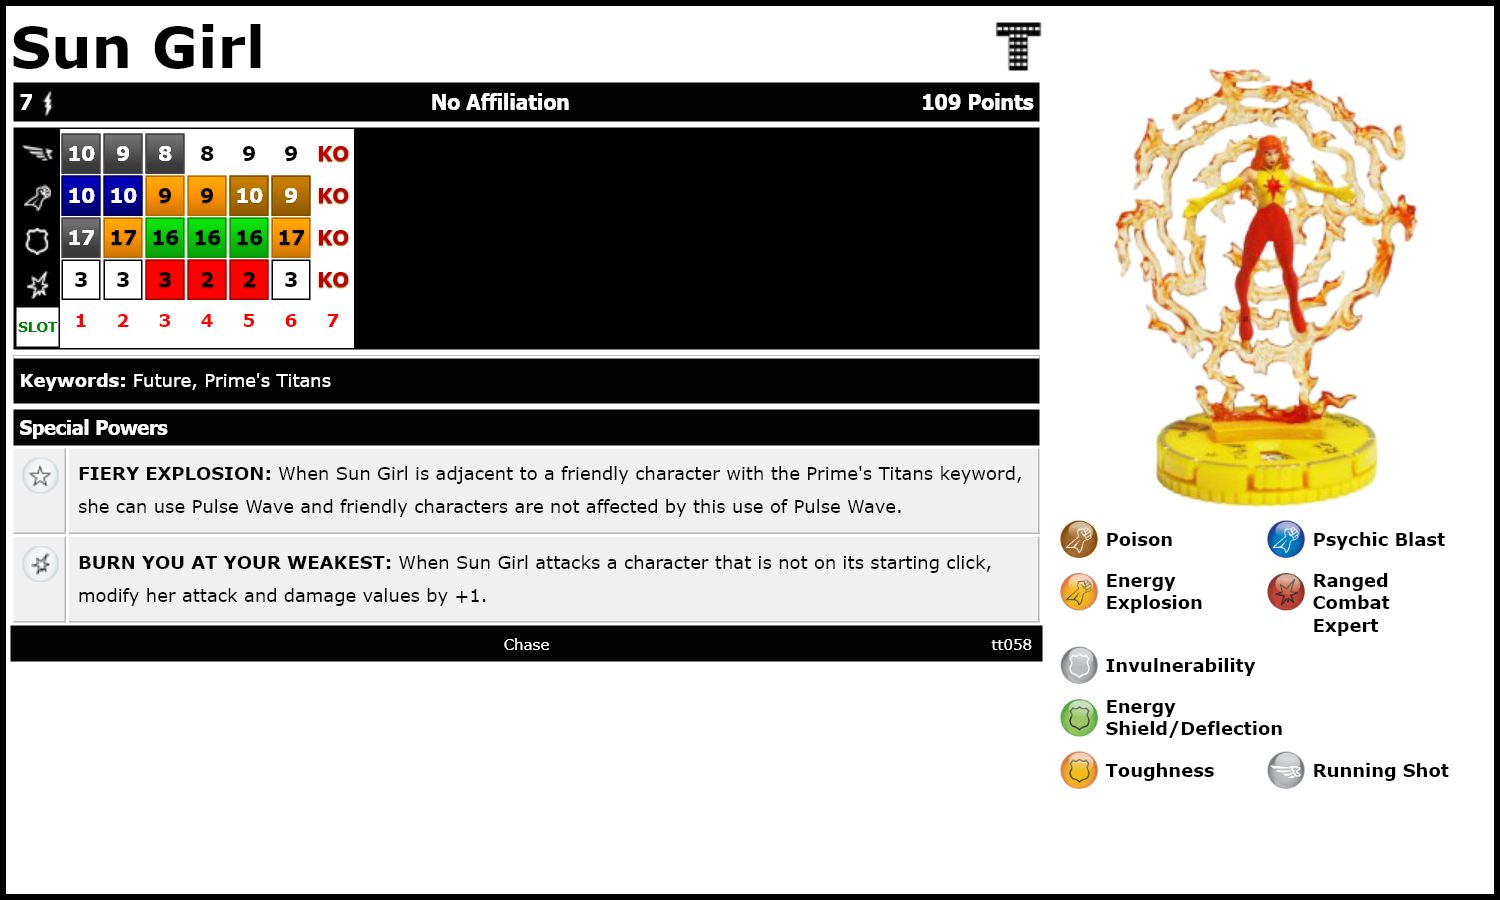 Sun Girl
T
7 No Affiliation 109 Points
10 9 8 8 9 9 KO
10 10 9 9 10 9 KO
17 17 16 16 16 17 KO
3 3 3 2 2 3 KO
SLOT 1 2 3 4 5 6 7
Keywords: Future, Prime's Titans
Special Powers
FIERY EXPLOSION: When Sun Girl is adjacent to a friendly character with the Prime's Titans keyword,
she can use Pulse Wave and friendly characters are not affected by this use of Pulse Wave.
BURN YOU AT YOUR WEAKEST: When Sun Girl attacks a character that is not on its starting click,
modify her attack and damage values by +1.
Chase tt058
Poison Psychic Blast
Energy
Explosion
Ranged
Combat
Expert
Invulnerability
Energy
Shield/Deflection
Toughness Running Shot